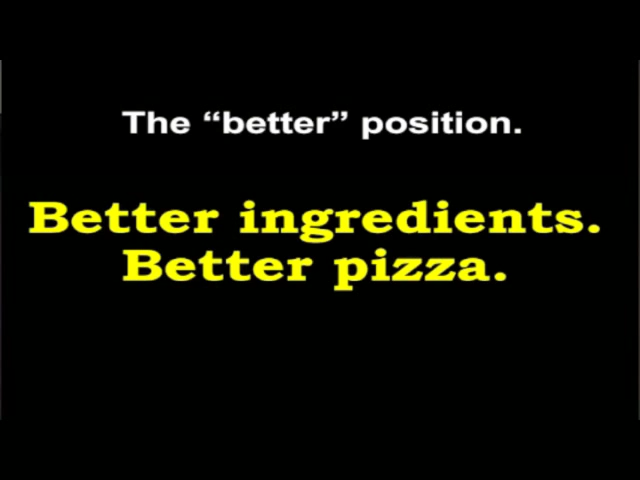 The “better” position.
Better ingredients.
Better pizza.